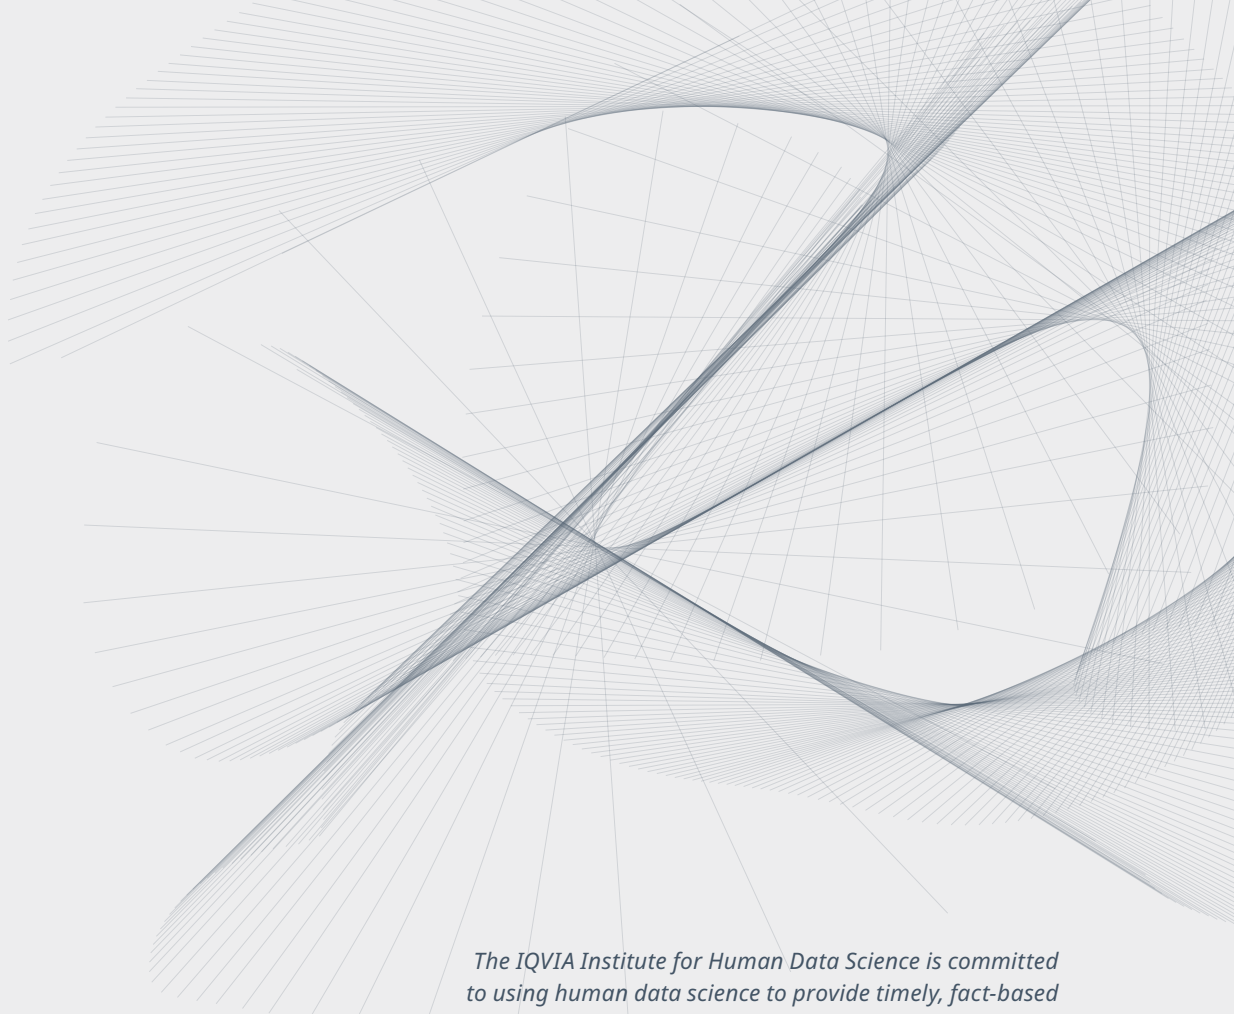 The IQVIA Institute for Human Data Science is committed
to using human data science to provide timely, fact-based